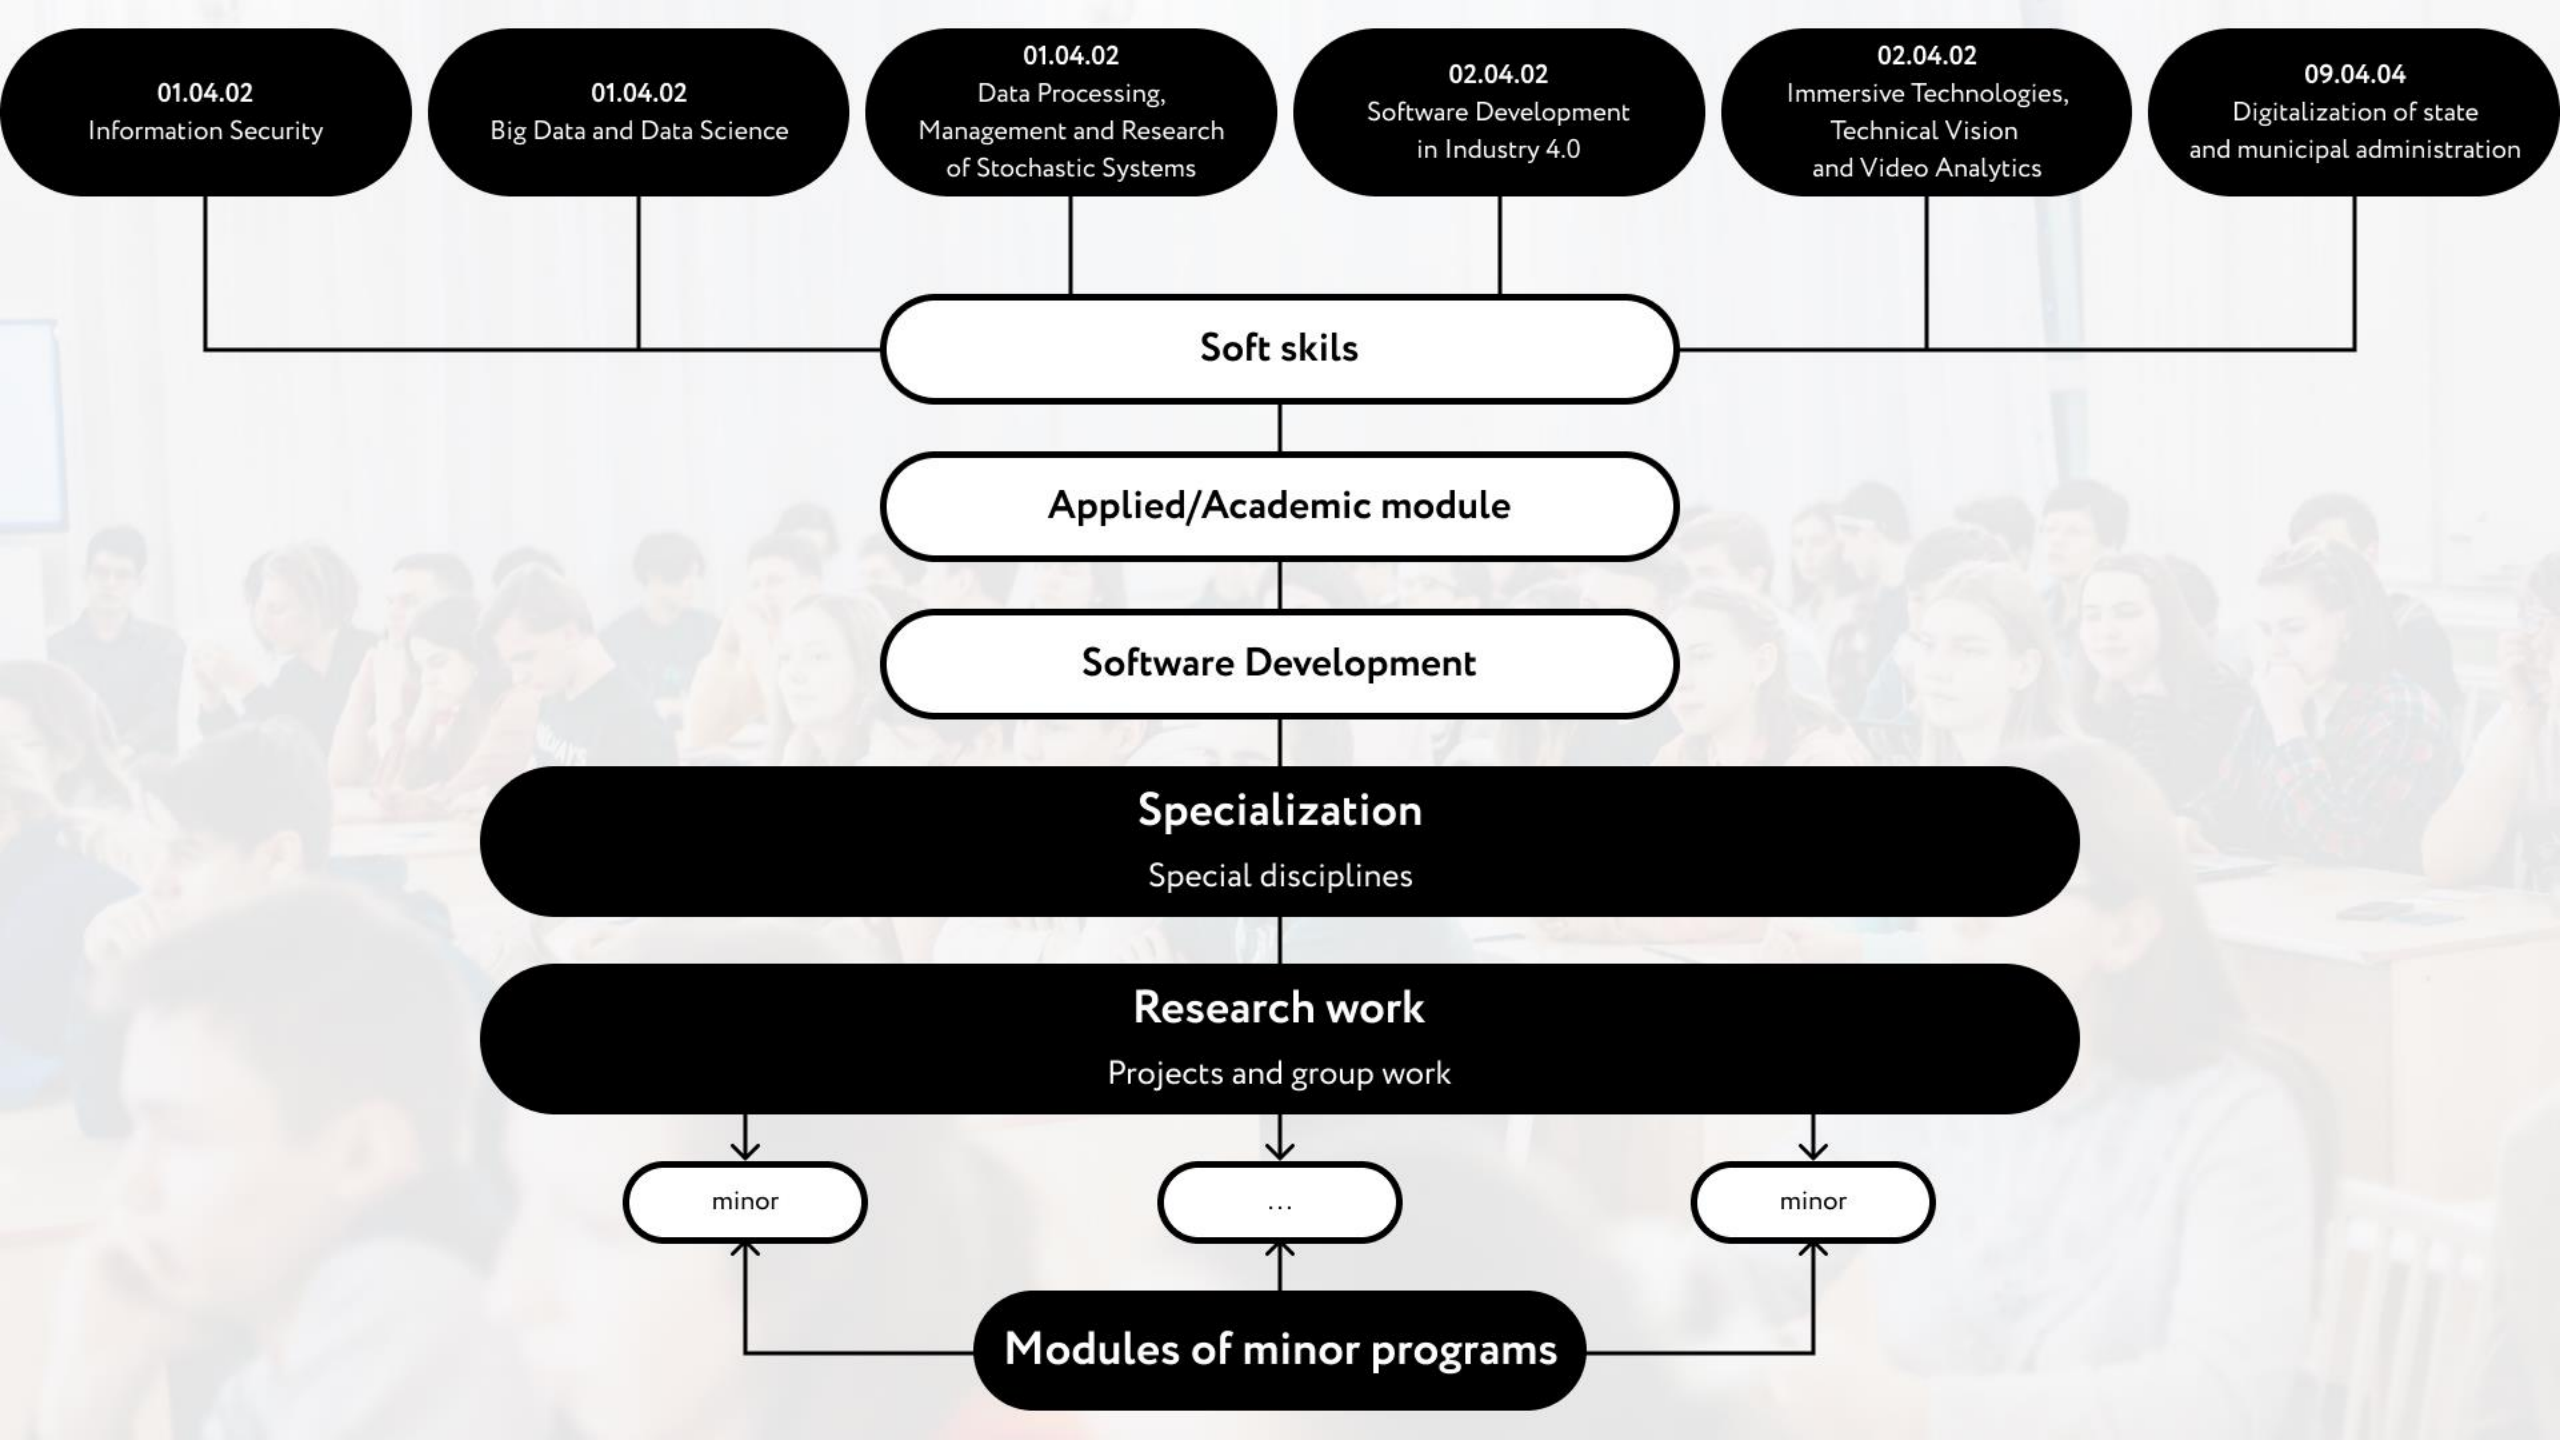 01.04.02
Information Security
01.04.02
Big Data and Data Science
01.04.02
Data Processing,
Management and Research
of Stochastic Systems
02.04.02
Software Development
in Industry 4.0
02.04.02
Immersive Technologies,
Technical Vision
and Video Analytics
09.04.04
Digitalization of state
and municipal administration
Soft skils
Applied/Academic module
Software Development
Specialization
Special disciplines
Research work
Projects and group work
minor
...
minor
Modules of minor programs